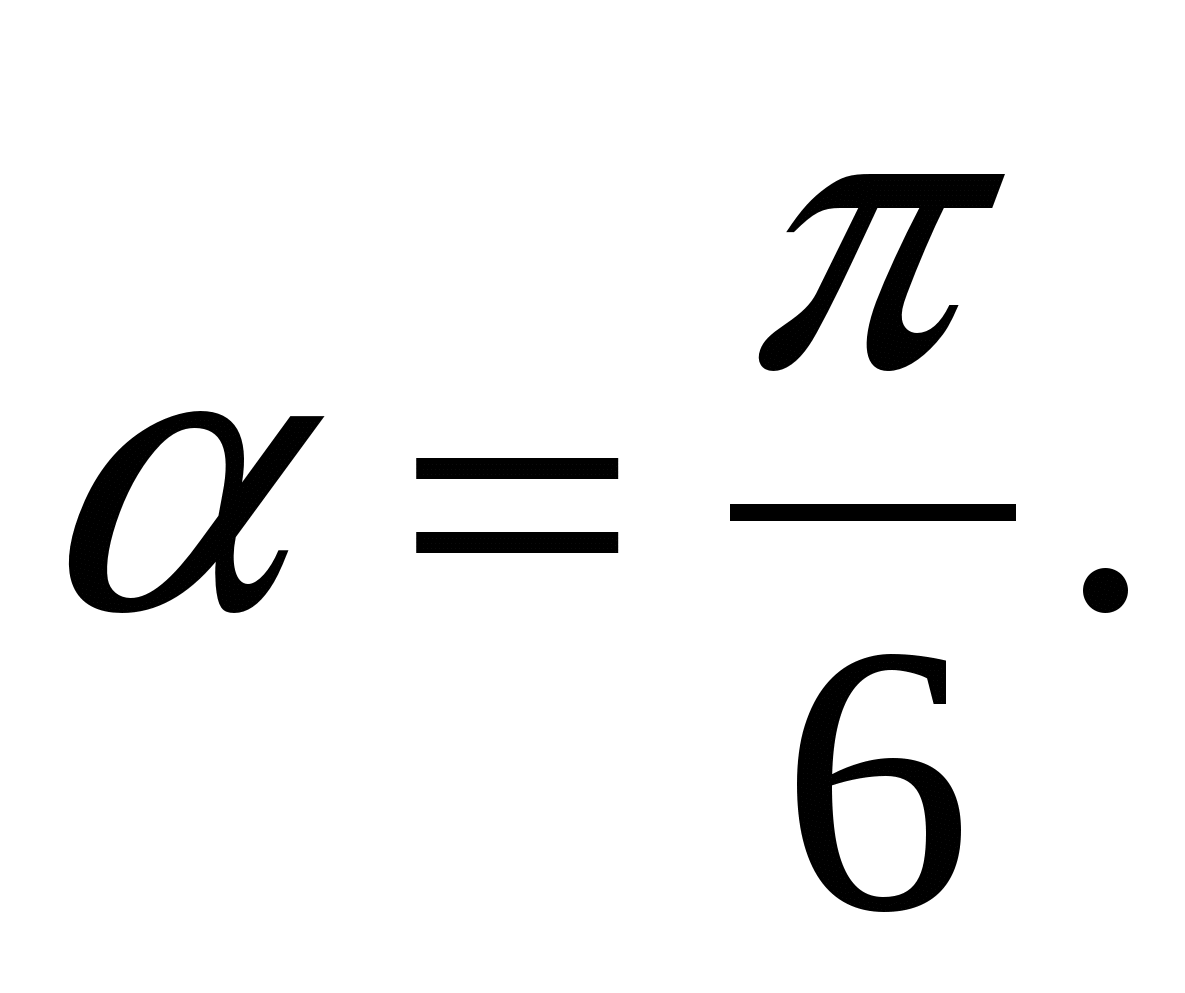 α = π/6.